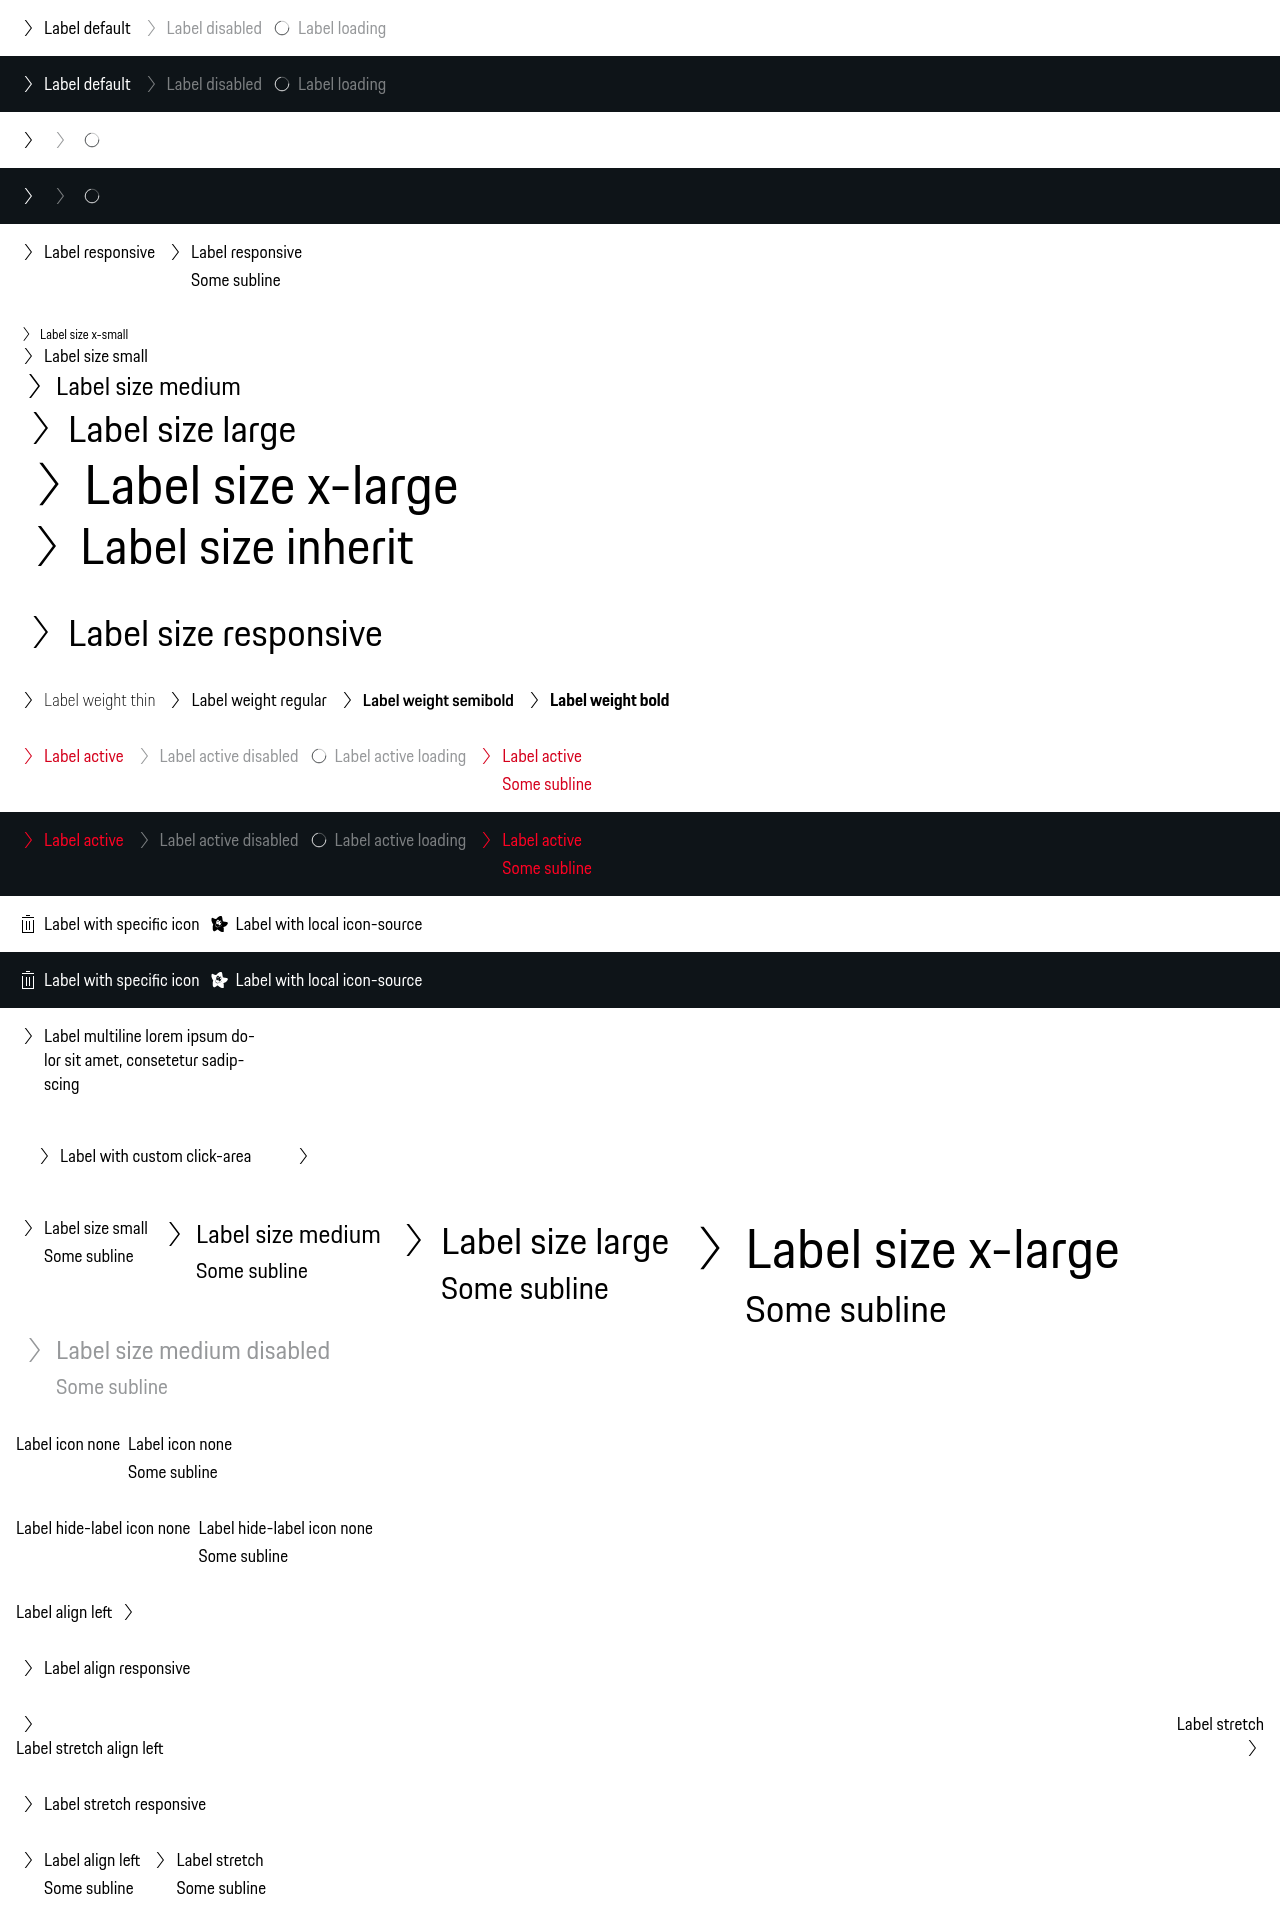 Label default Label disabled Label loading
Label default Label disabled Label loading
Label responsive Label responsive
Some subline
Label size x-small
Label size small
Label size medium
Label size large
Label size x-large
Label size inherit
Label size responsive
Label weight thin Label weight regular Label weight semibold Label weight bold
Label active Label active disabled Label active loading Label active
Some subline
Label active Label active disabled Label active loading Label active
Some subline
Label with specific icon Label with local icon-source
Label with specific icon Label with local icon-source
Label multiline lorem ipsum do-
lor sit amet, consetetur sadip-
scing
Label with custom click-area
Label size small Label size medium Label size large Label size x-large
Some subline Some subline Some subline Some subline
Label size medium disabled
Some subline
Label icon none Label icon none
Some subline
Label hide-label icon none Label hide-label icon none
Some subline
Label align left
Label align responsive
Label stretch
Label stretch align left
Label stretch responsive
Label align left Label stretch
Some subline Some subline